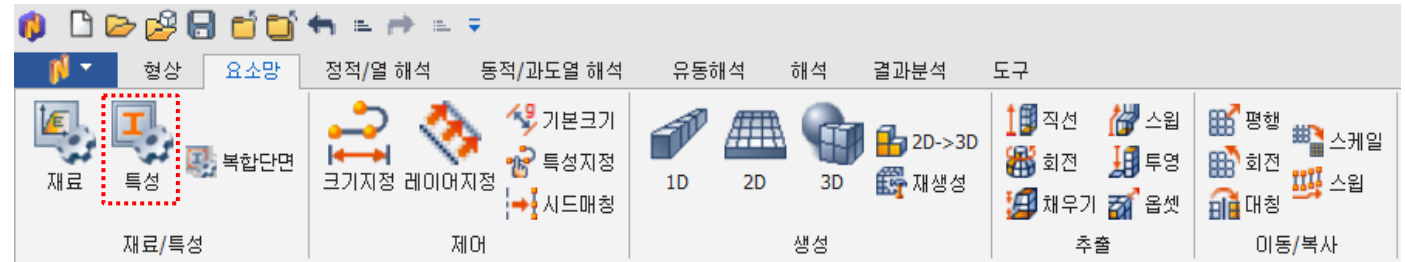 형상 요소망 정적/열 해석 동적/과도열 해석 유동해석 해석 결과분석 도구
재료 특성 복합단면
크기지정 레이어지정 기본크기
특성지정
시드매칭
1D 2D 3D 2D->3D
재생성
직선 스윕
회전 투영
채우기 옵셋
평행 스케일
회전 스윕
대칭
재료/특성 제어 생성 추출 이동/복사